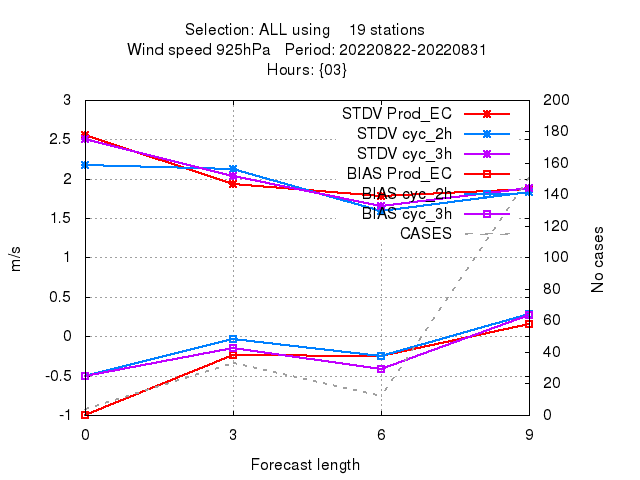 Selection: ALL using 19 stations
Wind speed 925hPa Period: 20220822-20220831
Hours: {03}
3 200
STDV Prod_EC
2.5 180
STDV cyc_2h
160
STDV cyc_3h
2 BIAS Prod_EC
140
BIAS cyc_2h
1.5 BIAS cyc_3h 120
CASES
1 100
m/s
No cases
0.5 80
60
0
40
-0.5
20
-1 0
0 3 6 9
Forecast length